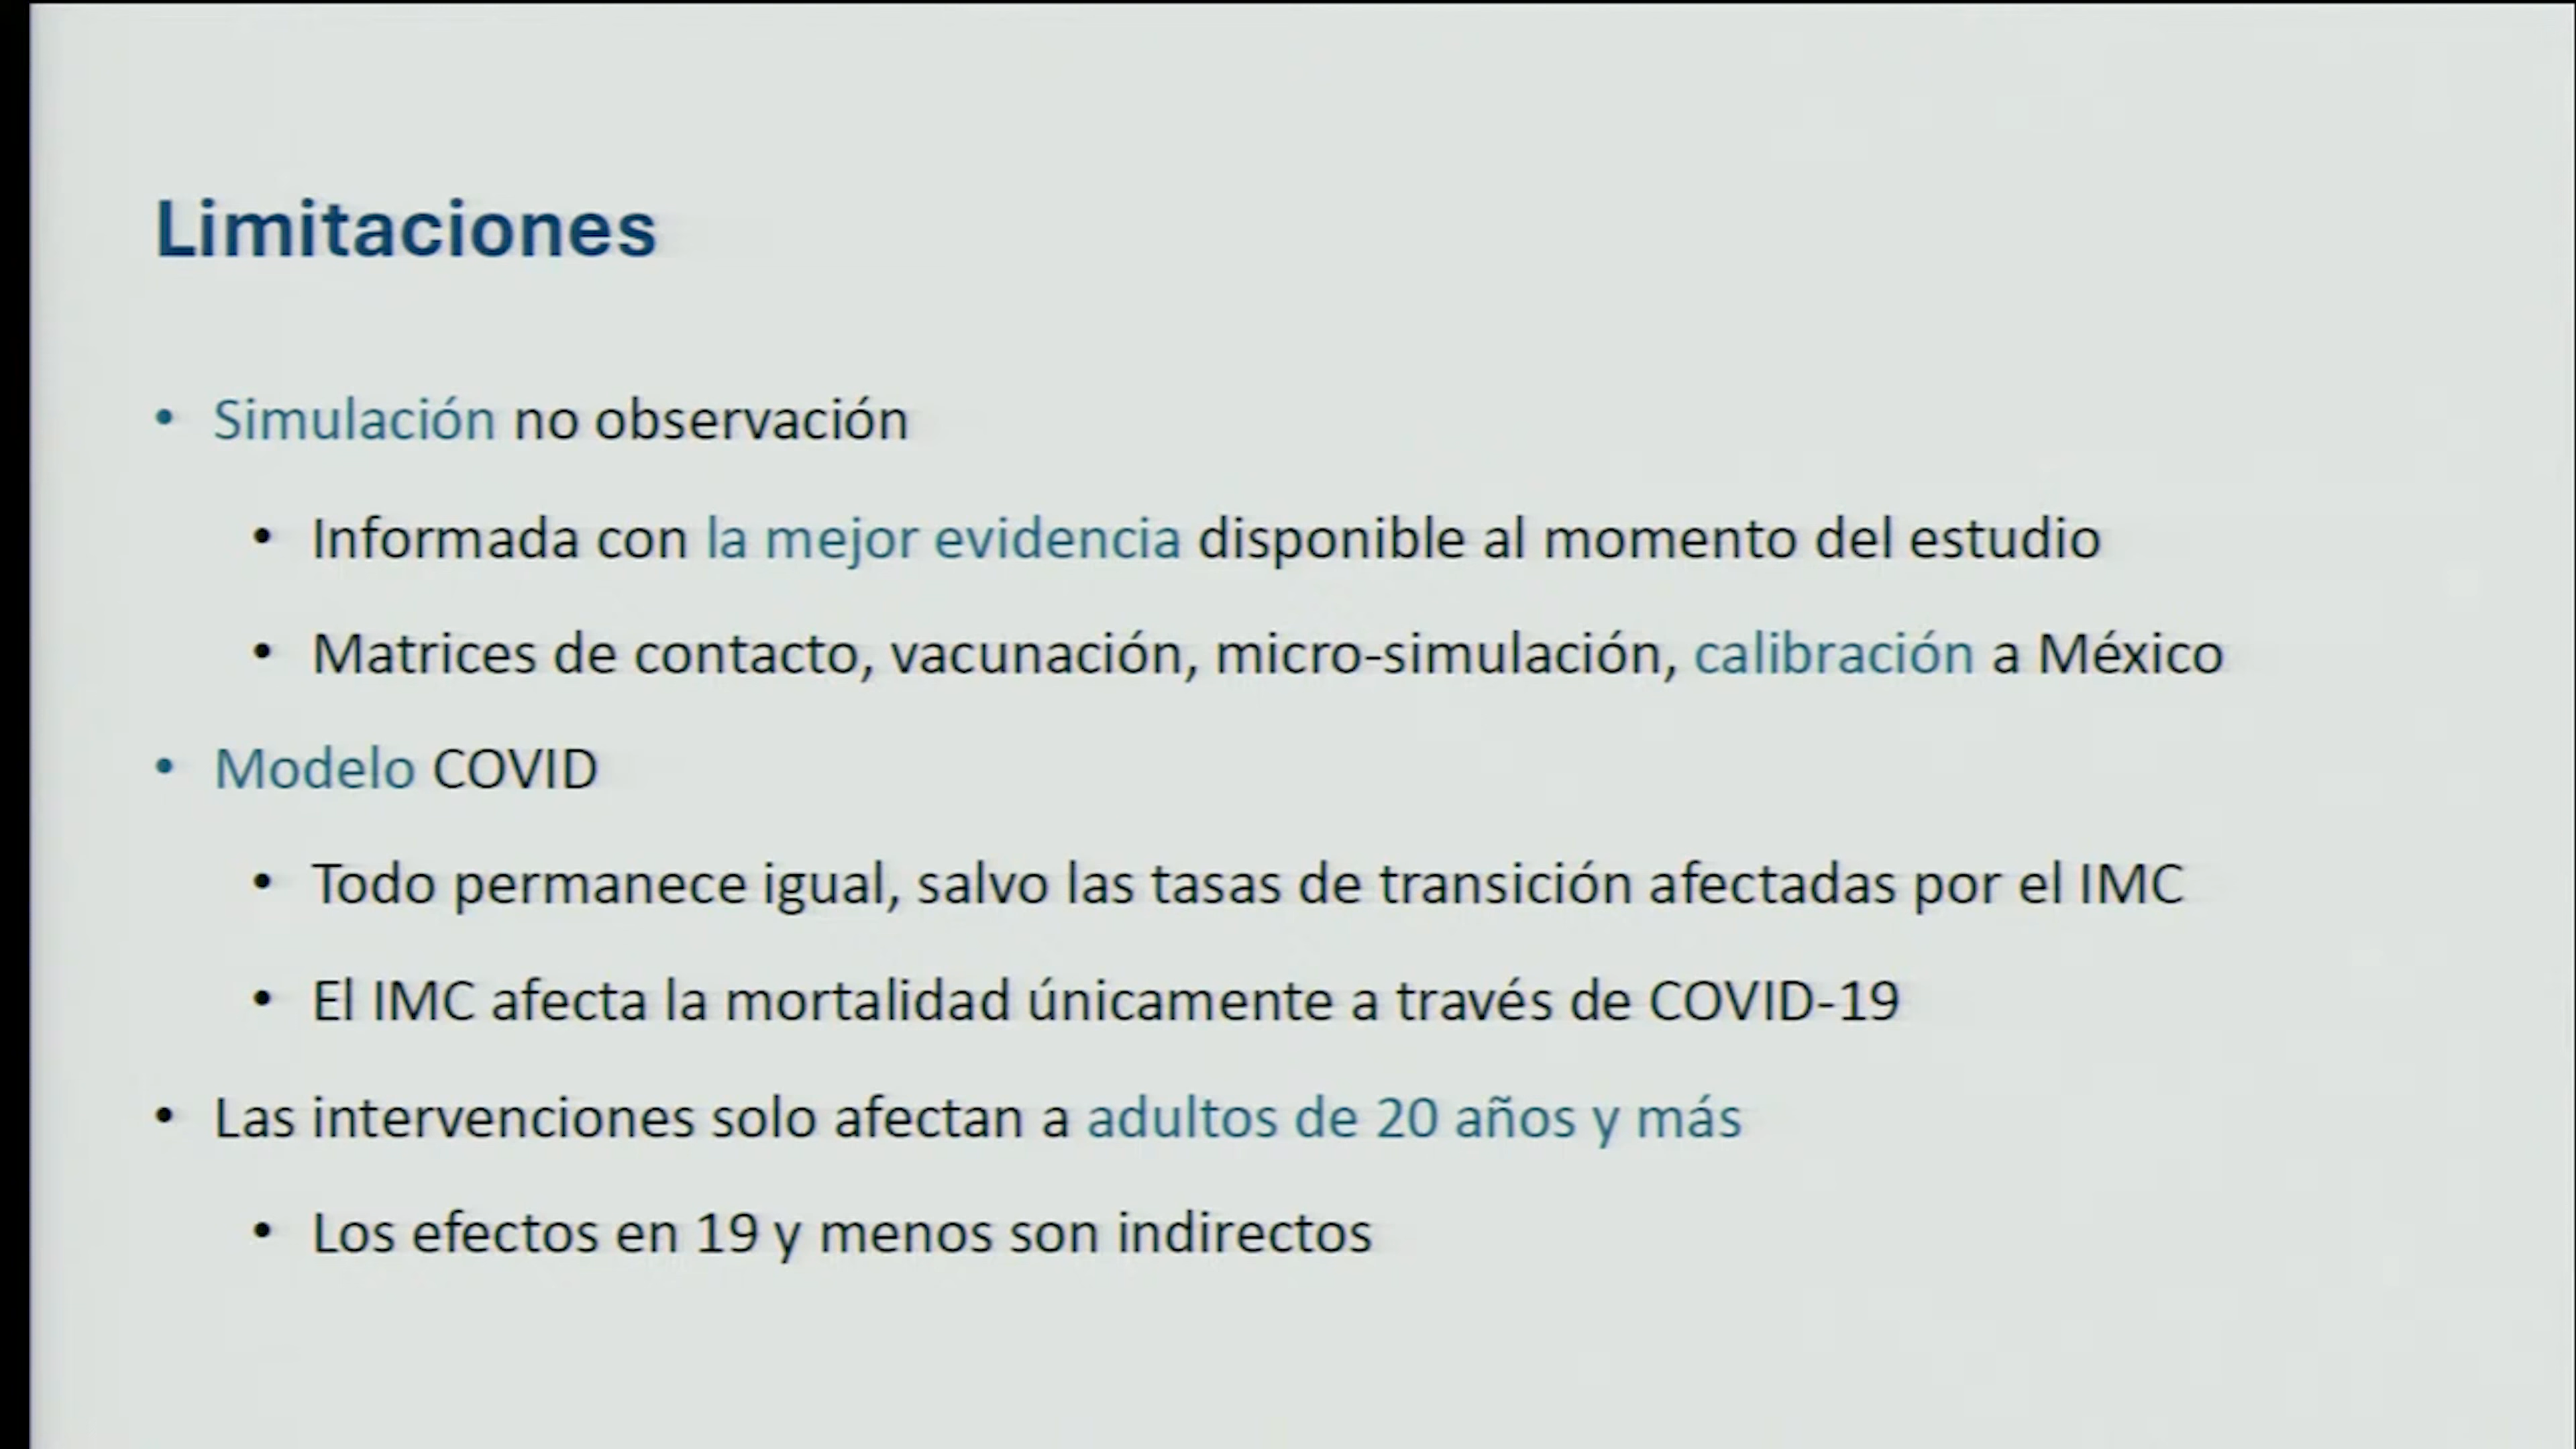 Limitaciones
• Simulación no observación
• Informada con la mejor evidencia disponible al momento del estudio
• Matrices de contacto, vacunación, micro-simulación, calibración a México
• Modelo COVID
• Todo permanece igual, salvo las tasas de transición afectadas por el IMC
• El IMC afecta la mortalidad únicamente a través de COVID-19
• Las intervenciones solo afectan a adultos de 20 años y más
• Los efectos en 19 y menos son indirectos